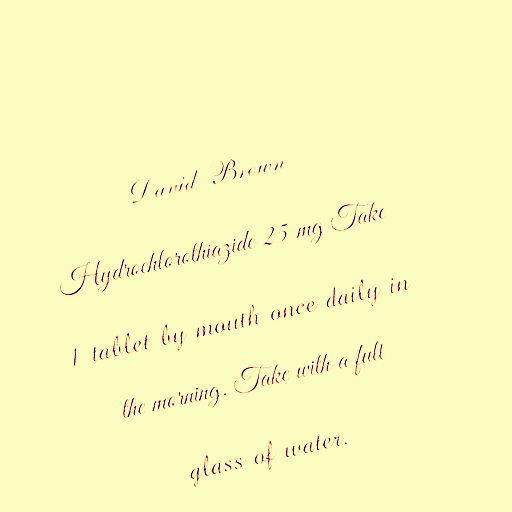 David Brown
Hydrochlorothiazide 25 mg Take
1 tablet by mouth once daily in
the morning. Take with a full
glass of water.